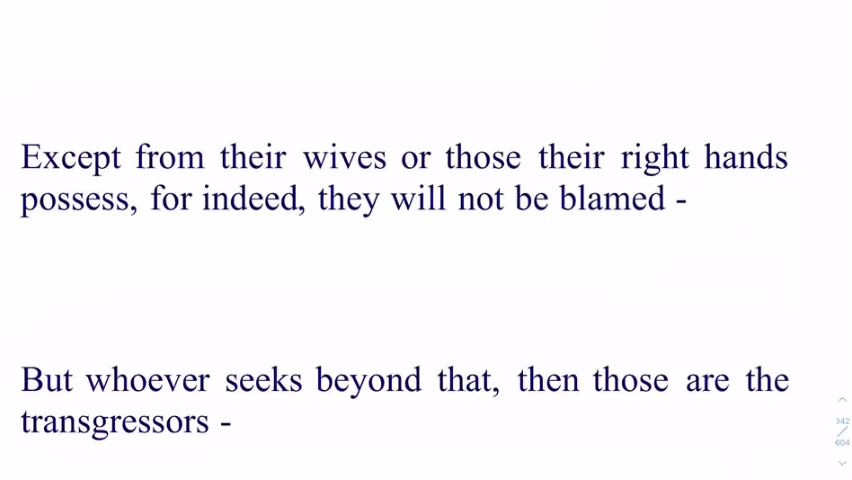 Except from their wives or those their right hands
possess, for indeed, they will not be blamed -
But whoever seeks beyond that, then those are the
transgressors -
342
/
604